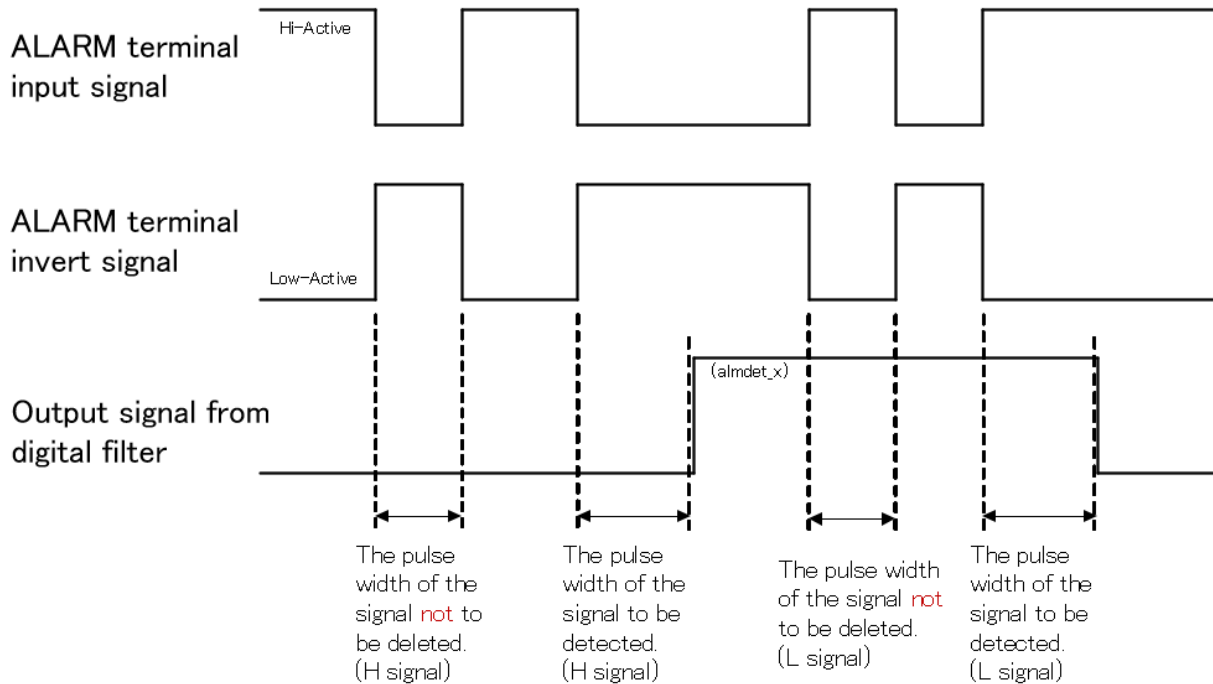 ALARM terminal
input signal
Hi-Active
ALARM terminal
invert signal
Low-Active
Output signal from
digital filter
(almdet_x)
The pulse
width of the
signal not to
be deleted.
(H signal)
The pulse
width of the
signal to be
detected.
(H signal)
The pulse width
of the signal not
to be deleted.
(L signal)
The pulse
width of the
signal to be
detected.
(L signal)